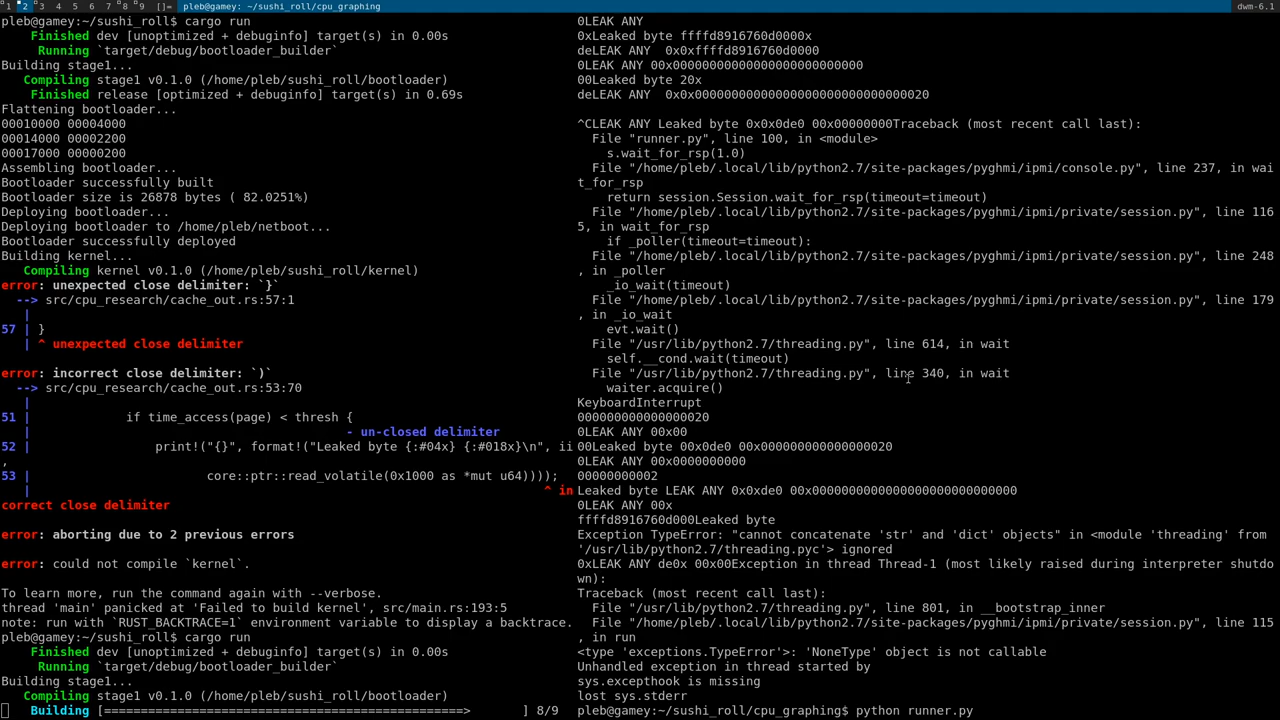 1 2 3 4 5 6 7 8 9 []= pleb@gamey: ~/sushi_roll/cpu_graphing dwm-6.1
pleb@gamey:~/sushi_roll$ cargo run
    Finished dev [unoptimized + debuginfo] target(s) in 0.00s
     Running `target/debug/bootloader_builder`
Building stage1...
   Compiling stage1 v0.1.0 (/home/pleb/sushi_roll/bootloader)
    Finished release [optimized + debuginfo] target(s) in 0.69s
Flattening bootloader...
00010000 00004000
00014000 00002200
00017000 00000200
Assembling bootloader...
Bootloader successfully built
Bootloader size is 26878 bytes ( 82.0251%)
Deploying bootloader...
Deploying bootloader to /home/pleb/netboot...
Bootloader successfully deployed
Building kernel...
   Compiling kernel v0.1.0 (/home/pleb/sushi_roll/kernel)
error: unexpected close delimiter: `}`
  --> src/cpu_research/cache_out.rs:57:1
   |
57 | }
   | ^ unexpected close delimiter
error: incorrect close delimiter: `)`
  --> src/cpu_research/cache_out.rs:53:70
   |
51 |             if time_access(page) < thresh {
   |                                           - un-closed delimiter
52 |                 print!("{}", format!("Leaked byte {:#04x} {:#018x}\n", ii
,
53 |                        core::ptr::read_volatile(0x1000 as *mut u64))));
   |                                                                      ^ in
correct close delimiter
error: aborting due to 2 previous errors
error: could not compile `kernel`.
To learn more, run the command again with --verbose.
thread 'main' panicked at 'Failed to build kernel', src/main.rs:193:5
note: run with `RUST_BACKTRACE=1` environment variable to display a backtrace.
pleb@gamey:~/sushi_roll$ cargo run
    Finished dev [unoptimized + debuginfo] target(s) in 0.00s
     Running `target/debug/bootloader_builder`
Building stage1...
   Compiling stage1 v0.1.0 (/home/pleb/sushi_roll/bootloader)
    Building [================================================>        ] 8/9
0LEAK ANY
0xLeaked byte ffffd8916760d0000x
deLEAK ANY  0x0xffffd8916760d0000
0LEAK ANY 00x0000000000000000000000000000
00Leaked byte 20x
deLEAK ANY  0x0x00000000000000000000000000000020
^CLEAK ANY Leaked byte 0x0x0de0 00x00000000Traceback (most recent call last):
  File "runner.py", line 100, in <module>
    s.wait_for_rsp(1.0)
  File "/home/pleb/.local/lib/python2.7/site-packages/pyghmi/ipmi/console.py", line 237, in wai
t_for_rsp
    return session.Session.wait_for_rsp(timeout=timeout)
  File "/home/pleb/.local/lib/python2.7/site-packages/pyghmi/ipmi/private/session.py", line 116
5, in wait_for_rsp
    if _poller(timeout=timeout):
  File "/home/pleb/.local/lib/python2.7/site-packages/pyghmi/ipmi/private/session.py", line 248
, in _poller
    _io_wait(timeout)
  File "/home/pleb/.local/lib/python2.7/site-packages/pyghmi/ipmi/private/session.py", line 179
, in _io_wait
    evt.wait()
  File "/usr/lib/python2.7/threading.py", line 614, in wait
    self.__cond.wait(timeout)
  File "/usr/lib/python2.7/threading.py", line 340, in wait
    waiter.acquire()
KeyboardInterrupt
000000000000000020
0LEAK ANY 00x00
00Leaked byte 00x0de0 00x0000000000000000020
0LEAK ANY 00x0000000000
00000000002
Leaked byte LEAK ANY 0x0xde0 00x0000000000000000000000000000
0LEAK ANY 00x
ffffd8916760d000Leaked byte
Exception TypeError: "cannot concatenate 'str' and 'dict' objects" in <module 'threading' from
'/usr/lib/python2.7/threading.pyc'> ignored
0xLEAK ANY de0x 00x00Exception in thread Thread-1 (most likely raised during interpreter shutdo
wn):
Traceback (most recent call last):
  File "/usr/lib/python2.7/threading.py", line 801, in __bootstrap_inner
  File "/home/pleb/.local/lib/python2.7/site-packages/pyghmi/ipmi/private/session.py", line 115
, in run
<type 'exceptions.TypeError'>: 'NoneType' object is not callable
Unhandled exception in thread started by
sys.excepthook is missing
lost sys.stderr
pleb@gamey:~/sushi_roll/cpu_graphing$ python runner.py